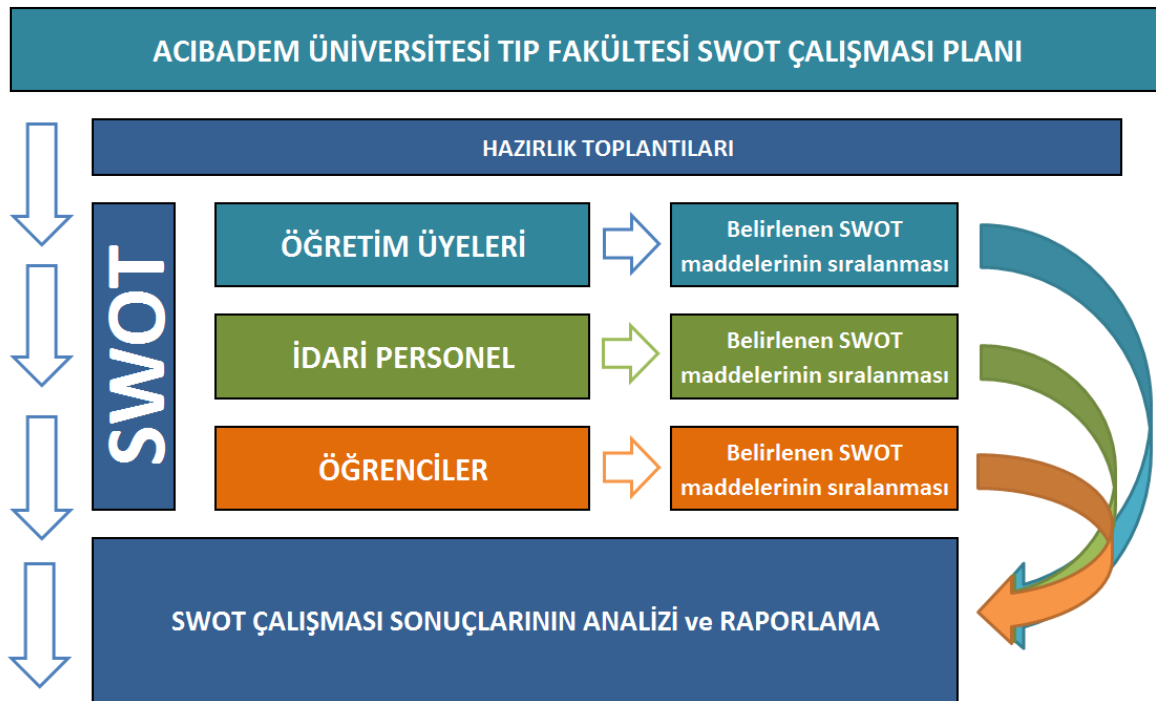 ACIBADEM ÜNİVERSİTESİ TIP FAKÜLTESİ SWOT ÇALIŞMASI PLANI
HAZIRLIK TOPLANTILARI
SWOT
ÖĞRETİM ÜYELERİ
Belirlenen SWOT
maddelerinin sıralanması
İDARİ PERSONEL
Belirlenen SWOT
maddelerinin sıralanması
ÖĞRENCİLER
Belirlenen SWOT
maddelerinin sıralanması
SWOT ÇALIŞMASI SONUÇLARININ ANALİZİ ve RAPORLAMA